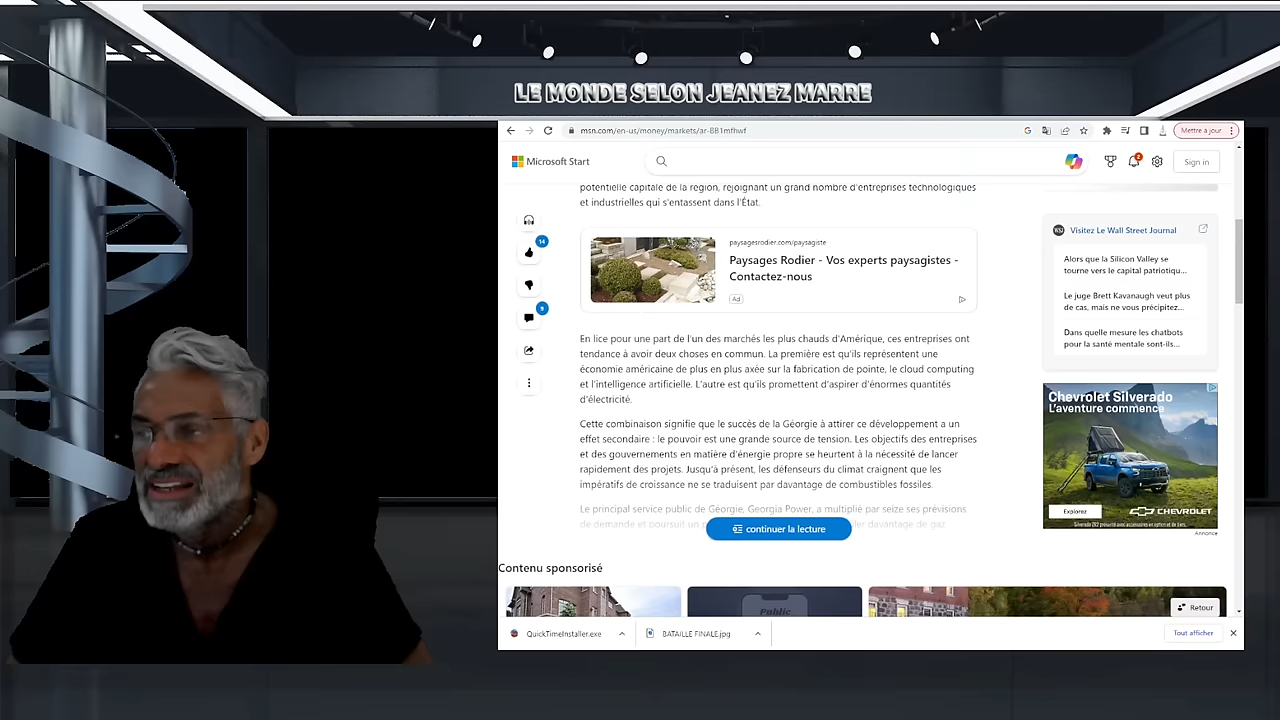 LE MONDE SELON JEANEZ MARRE
msn.com/en-us/money/markets/ar-BB1mfhwf
Mettre à jour
Microsoft Start
2
Sign in
potentielle capitale de la région, rejoignant un grand nombre d'entreprises technologiques
et industrielles qui s'entassent dans l'État.
14
9
paysagesrodier.com/paysagiste
Paysages Rodier - Vos experts paysagistes -
Contactez-nous
Ad
En lice pour une part de l'un des marchés les plus chauds d'Amérique, ces entreprises ont
tendance à avoir deux choses en commun. La première est qu'ils représentent une
économie américaine de plus en plus axée sur la fabrication de pointe, le cloud computing
et l'intelligence artificielle. L'autre est qu'ils promettent d'aspirer d'énormes quantités
d'électricité.
Cette combinaison signifie que le succès de la Géorgie à attirer ce développement a un
effet secondaire : le pouvoir est une grande source de tension. Les objectifs des entreprises
et des gouvernements en matière d'énergie propre se heurtent à la nécessité de lancer
rapidement des projets. Jusqu'à présent, les défenseurs du climat craignent que les
impératifs de croissance ne se traduisent par davantage de combustibles fossiles.
Le principal service public de Géorgie, Georgia Power, a multiplié par seize ses prévisions
de demande et poursuit un
davantage de gaz
continuer la lecture
WSJ
Visitez Le Wall Street Journal
Alors que la Silicon Valley se
tourne vers le capital patriotiqu...
Le juge Brett Kavanaugh veut plus
de cas, mais ne vous précipitez...
Dans quelle mesure les chatbots
pour la santé mentale sont-ils...
Chevrolet Silverado
L'aventure commence
Explorez
CHEVROLET
Annonce
Contenu sponsorisé
Public
Retour
QuickTimeInstaller.exe
BATAILLE FINALE.jpg
Tout afficher